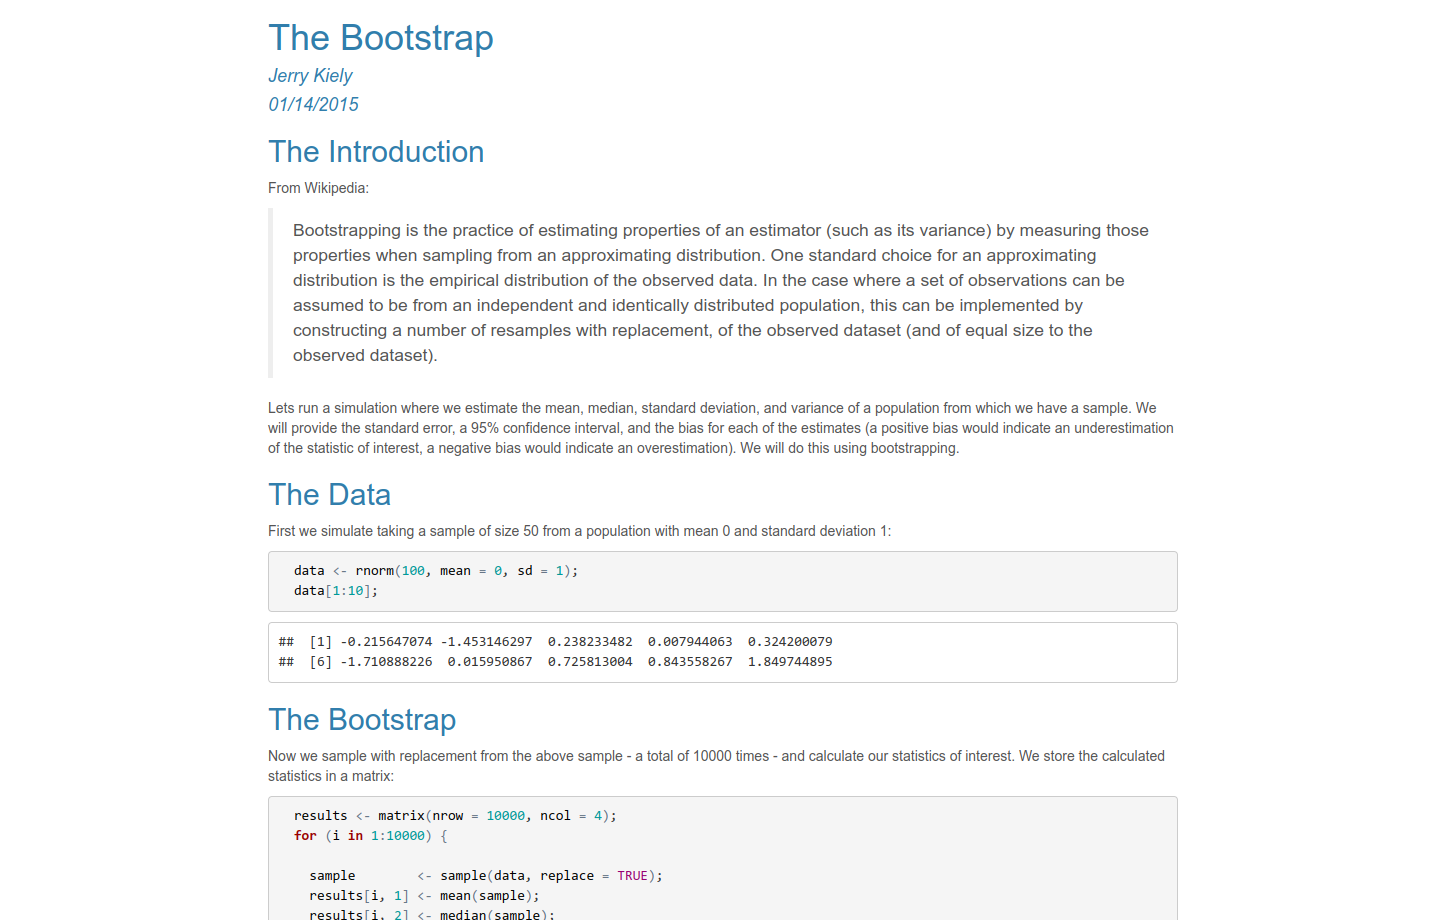 The Bootstrap
Jerry Kiely
01/14/2015
The Introduction
From Wikipedia:
Bootstrapping is the practice of estimating properties of an estimator (such as its variance) by measuring those
properties when sampling from an approximating distribution. One standard choice for an approximating
distribution is the empirical distribution of the observed data. In the case where a set of observations can be
assumed to be from an independent and identically distributed population, this can be implemented by
constructing a number of resamples with replacement, of the observed dataset (and of equal size to the
observed dataset).
Lets run a simulation where we estimate the mean, median, standard deviation, and variance of a population from which we have a sample. We
will provide the standard error, a 95% confidence interval, and the bias for each of the estimates (a positive bias would indicate an underestimation
of the statistic of interest, a negative bias would indicate an overestimation). We will do this using bootstrapping.
The Data
First we simulate taking a sample of size 50 from a population with mean 0 and standard deviation 1:
data <- rnorm(100, mean = 0, sd = 1);
data[1:10];
##  [1] -0.215647074 -1.453146297  0.238233482  0.007944063  0.324200079
##  [6] -1.710888226  0.015950867  0.725813004  0.843558267  1.849744895
The Bootstrap
Now we sample with replacement from the above sample - a total of 10000 times - and calculate our statistics of interest. We store the calculated
statistics in a matrix:
results <- matrix(nrow = 10000, ncol = 4);
for (i in 1:10000) {
sample        <- sample(data, replace = TRUE);
results[i, 1] <- mean(sample);
results[i, 2] <- median(sample);